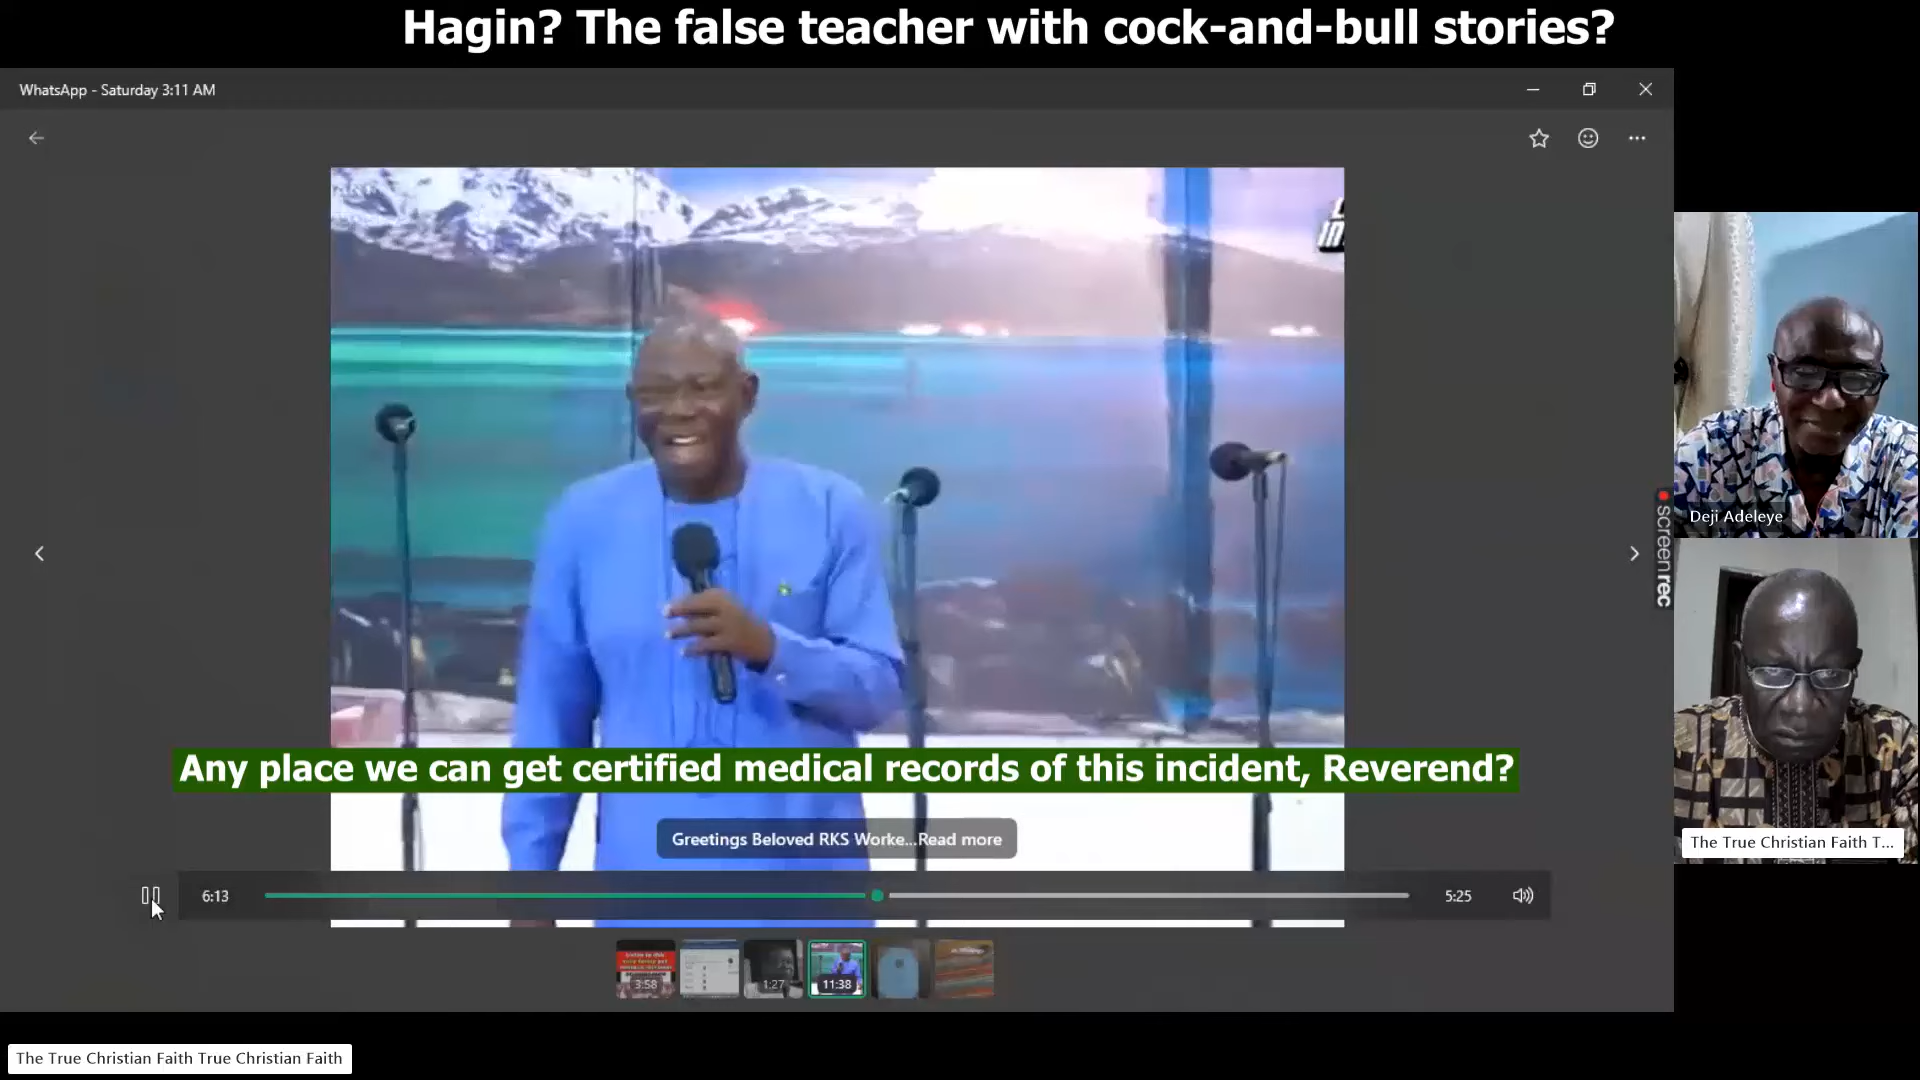 Hagin? The false teacher with cock-and-bull stories?
WhatsApp - Saturday 3:11 AM
Deji Adeleye
screenrec
Any place we can get certified medical records of this incident, Reverend?
Greetings Beloved RKS Worke...Read more
The True Christian Faith T...
6:13
5:25
3:58
1:27
11:38
The True Christian Faith True Christian Faith